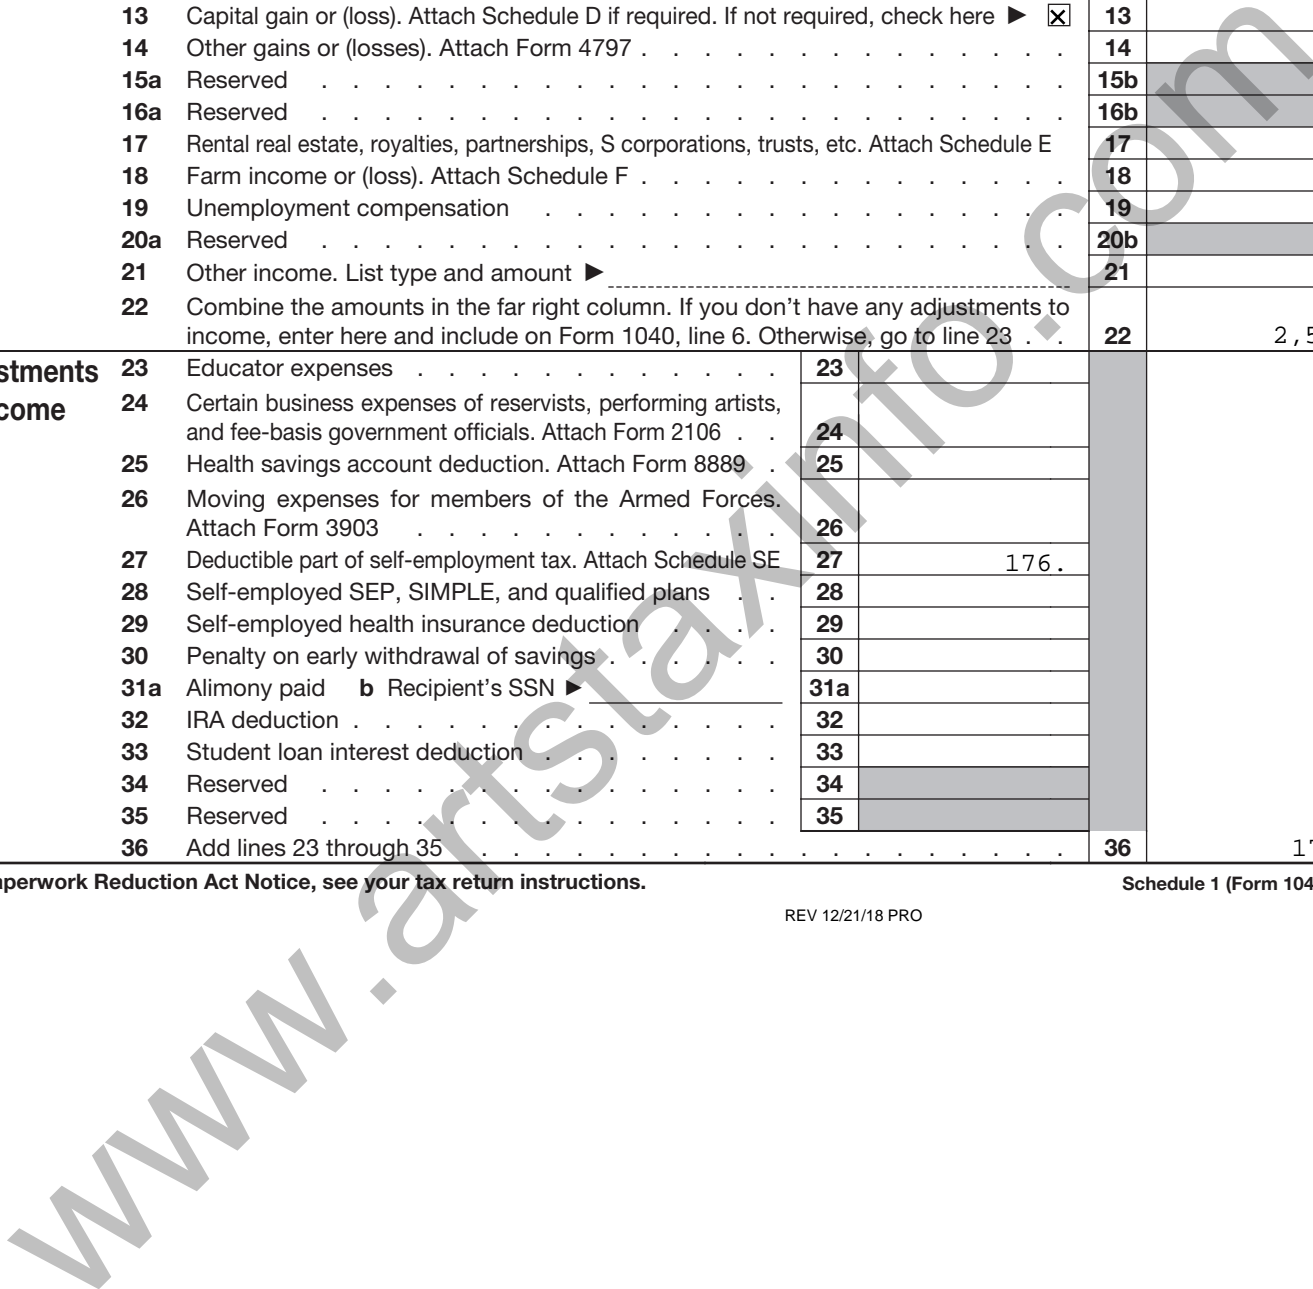 13 Capital gain or (loss). Attach Schedule D if required. If not required, check here ▶ ☒ 13
14 Other gains or (losses). Attach Form 4797 . . . . . . . . . . . . . . 14
15a Reserved . . . . . . . . . . . . . . . . . . . . . . . . 15b
16a Reserved . . . . . . . . . . . . . . . . . . . . . . . . 16b
17 Rental real estate, royalties, partnerships, S corporations, trusts, etc. Attach Schedule E 17
18 Farm income or (loss). Attach Schedule F . . . . . . . . . . . . . . 18
19 Unemployment compensation . . . . . . . . . . . . . . . . . 19
20a Reserved . . . . . . . . . . . . . . . . . . . . . . . . 20b
21 Other income. List type and amount ▶ 21
22 Combine the amounts in the far right column. If you don't have any adjustments to
income, enter here and include on Form 1040, line 6. Otherwise, go to line 23 . . 22 2,5
stments 23 Educator expenses . . . . . . . . . . . . 23
come 24 Certain business expenses of reservists, performing artists,
and fee-basis government officials. Attach Form 2106 . . 24
25 Health savings account deduction. Attach Form 8889 . 25
26 Moving expenses for members of the Armed Forces.
Attach Form 3903 . . . . . . . . . . . . 26
27 Deductible part of self-employment tax. Attach Schedule SE 27 176.
28 Self-employed SEP, SIMPLE, and qualified plans . . 28
29 Self-employed health insurance deduction . . . . 29
30 Penalty on early withdrawal of savings . . . . . . 30
31a Alimony paid b Recipient's SSN ▶ 31a
32 IRA deduction . . . . . . . . . . . . . . 32
33 Student loan interest deduction . . . . . . . . 33
34 Reserved . . . . . . . . . . . . . . . 34
35 Reserved . . . . . . . . . . . . . . . 35
36 Add lines 23 through 35 . . . . . . . . . . . . . . . . . . . 36 17
aperwork Reduction Act Notice, see your tax return instructions. Schedule 1 (Form 104
REV 12/21/18 PRO
www.artstaxinfo.com